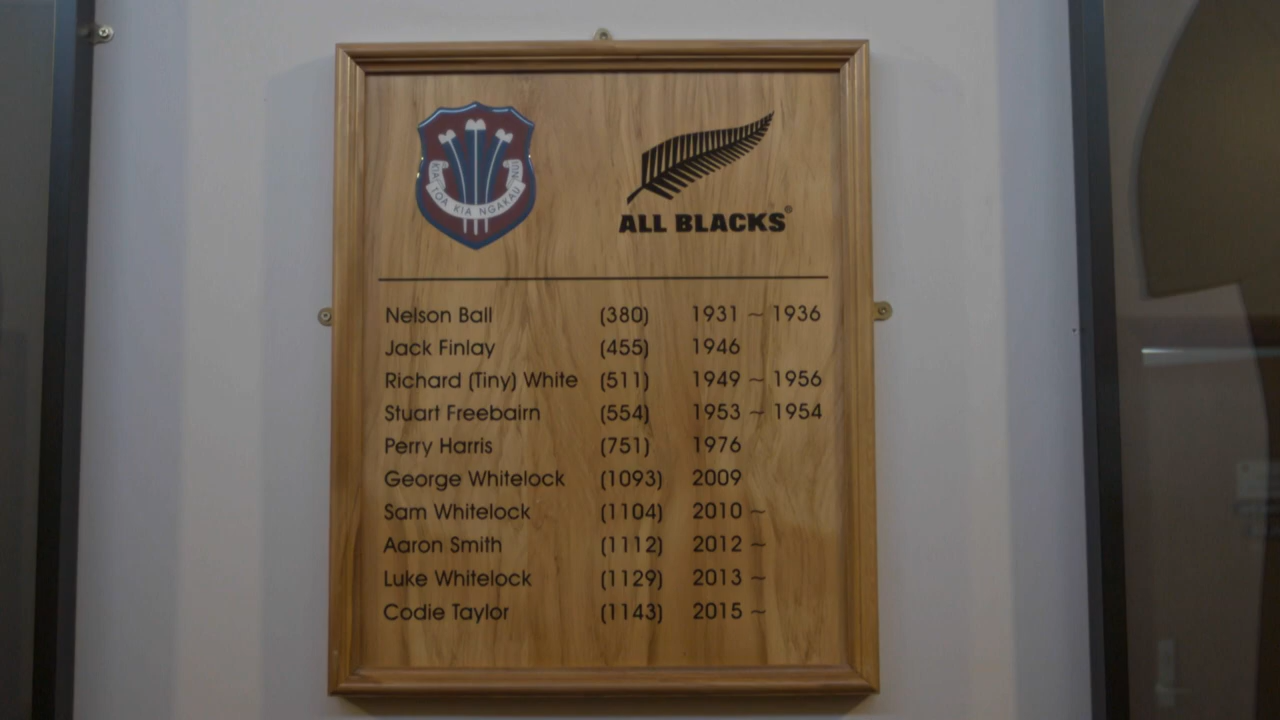 KIA TOA KIA NGAKAU NUI
ALL BLACKS®
Nelson Ball (380) 1931 ~ 1936
Jack Finlay (455) 1946
Richard (Tiny) White (511) 1949 ~ 1956
Stuart Freebairn (554) 1953 ~ 1954
Perry Harris (751) 1976
George Whitelock (1093) 2009
Sam Whitelock (1104) 2010 ~
Aaron Smith (1112) 2012 ~
Luke Whitelock (1129) 2013 ~
Codie Taylor (1143) 2015 ~